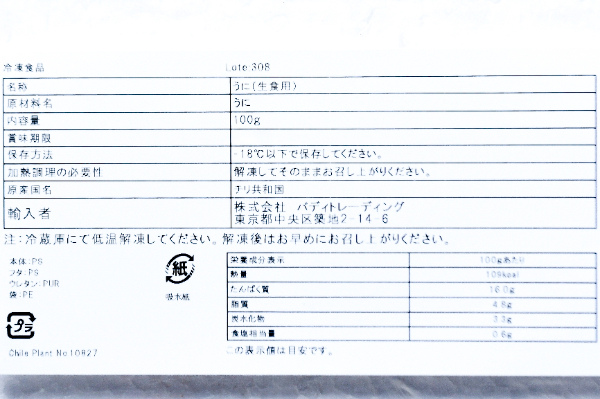 冷凍食品 Lote:308
名称 うに(生食用)
原材料名 うに
内容量 100g
賞味期限
保存方法 -18℃以下で保存してください。
加熱調理の必要性 解凍してそのままお召し上がりください。
原産国名 チリ共和国
輸入者 株式会社 バディトレーディング
東京都中央区築地2-14-6
注:冷蔵庫にて低温解凍してください。解凍後はお早めにお召し上がりください。
本体:PS
フタ:PS
ウレタン:PUR
袋:PE
紙
吸水紙
プラ
Chile Plant No10827
栄養成分表示 100gあたり
熱量 109kcal
たんぱく質 16.0g
脂質 4.8g
炭水化物 3.3g
食塩相当量 0.6g
この表示値は目安です。